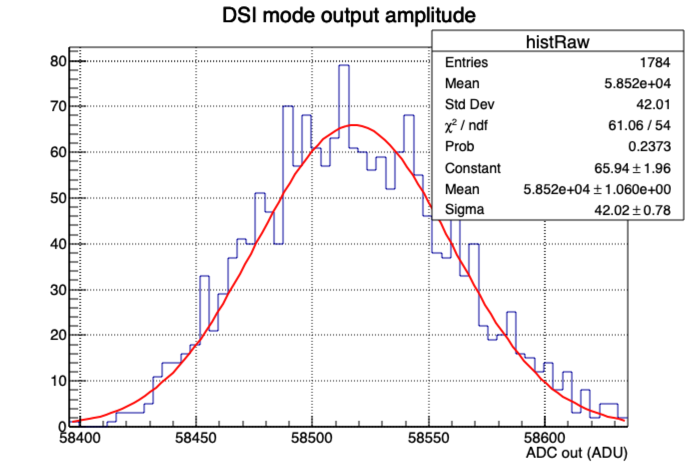 DSI mode output amplitude
histRaw
Entries 1784
Mean 5.852e+04
Std Dev 42.01
χ² / ndf 61.06 / 54
Prob 0.2373
Constant 65.94 ± 1.96
Mean 5.852e+04 ± 1.060e+00
Sigma 42.02 ± 0.78
80
70
60
50
40
30
20
10
0
58400 58450 58500 58550 58600
ADC out (ADU)